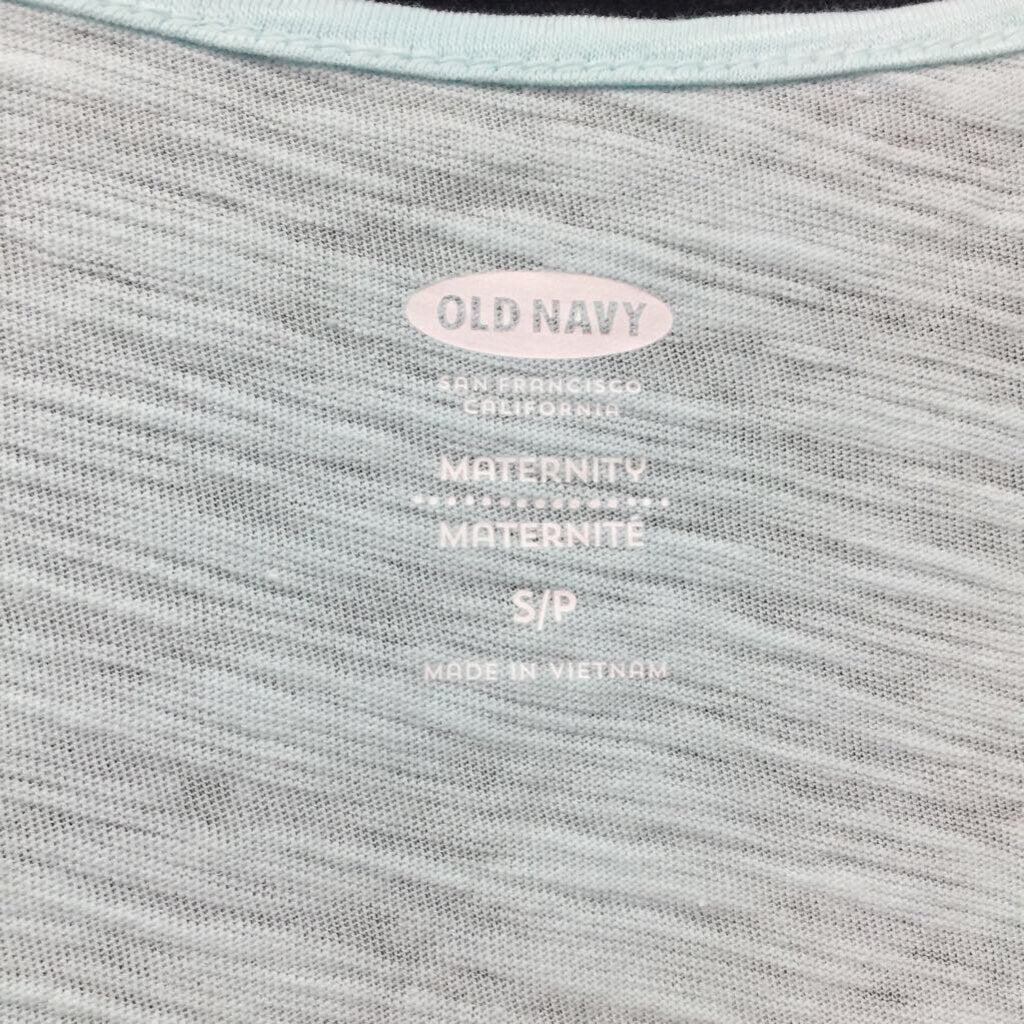 OLD NAVY
SAN FRANCISCO
CALIFORNIA
MATERNITY
MATERNITÉ
S/P
MADE IN VIETNAM